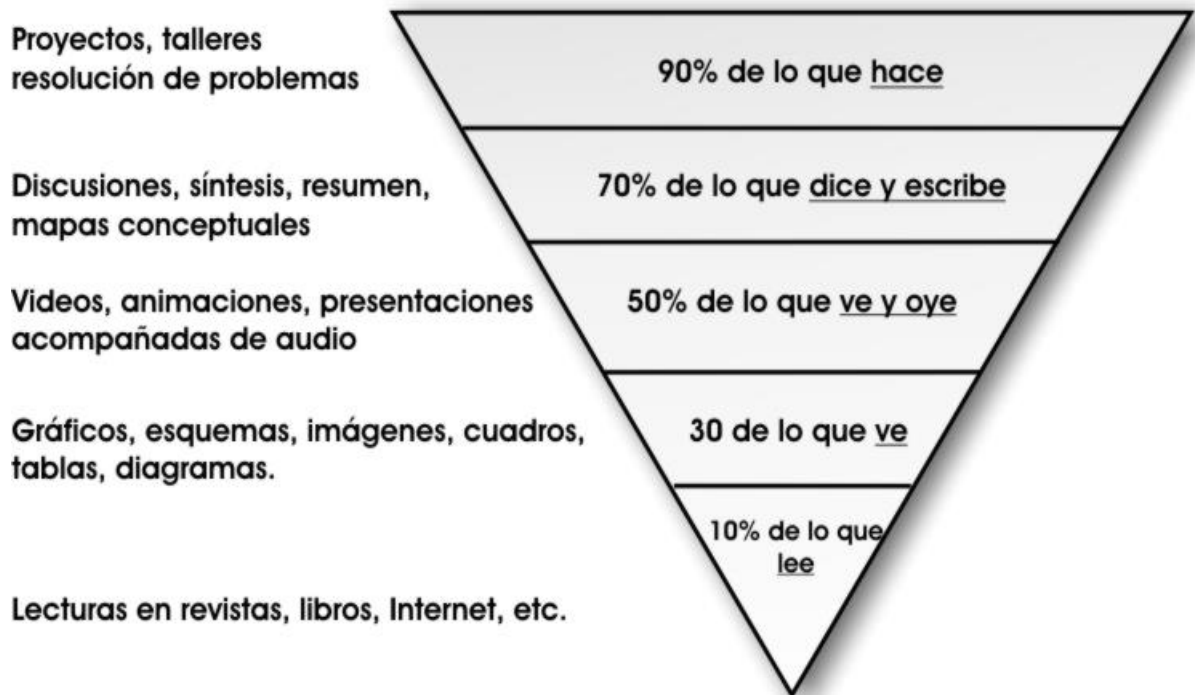 Proyectos, talleres
resolución de problemas
90% de lo que hace
Discusiones, síntesis, resumen,
mapas conceptuales
70% de lo que dice y escribe
Videos, animaciones, presentaciones
acompañadas de audio
50% de lo que ve y oye
Gráficos, esquemas, imágenes, cuadros,
tablas, diagramas.
30 de lo que ve
10% de lo que
lee
Lecturas en revistas, libros, Internet, etc.